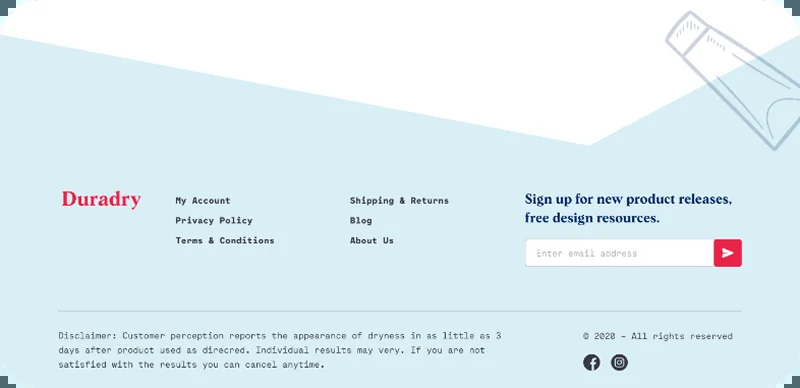 Duradry
My Account
Privacy Policy
Terms & Conditions
Shipping & Returns
Blog
About Us
Sign up for new product releases,
free design resources.
Enter email address
Disclaimer: Customer perception reports the appearance of dryness in as little as 3
days after product used as direcred. Individual results may very. If you are not
satisfied with the results you can cancel anytime.
© 2020 – All rights reserved